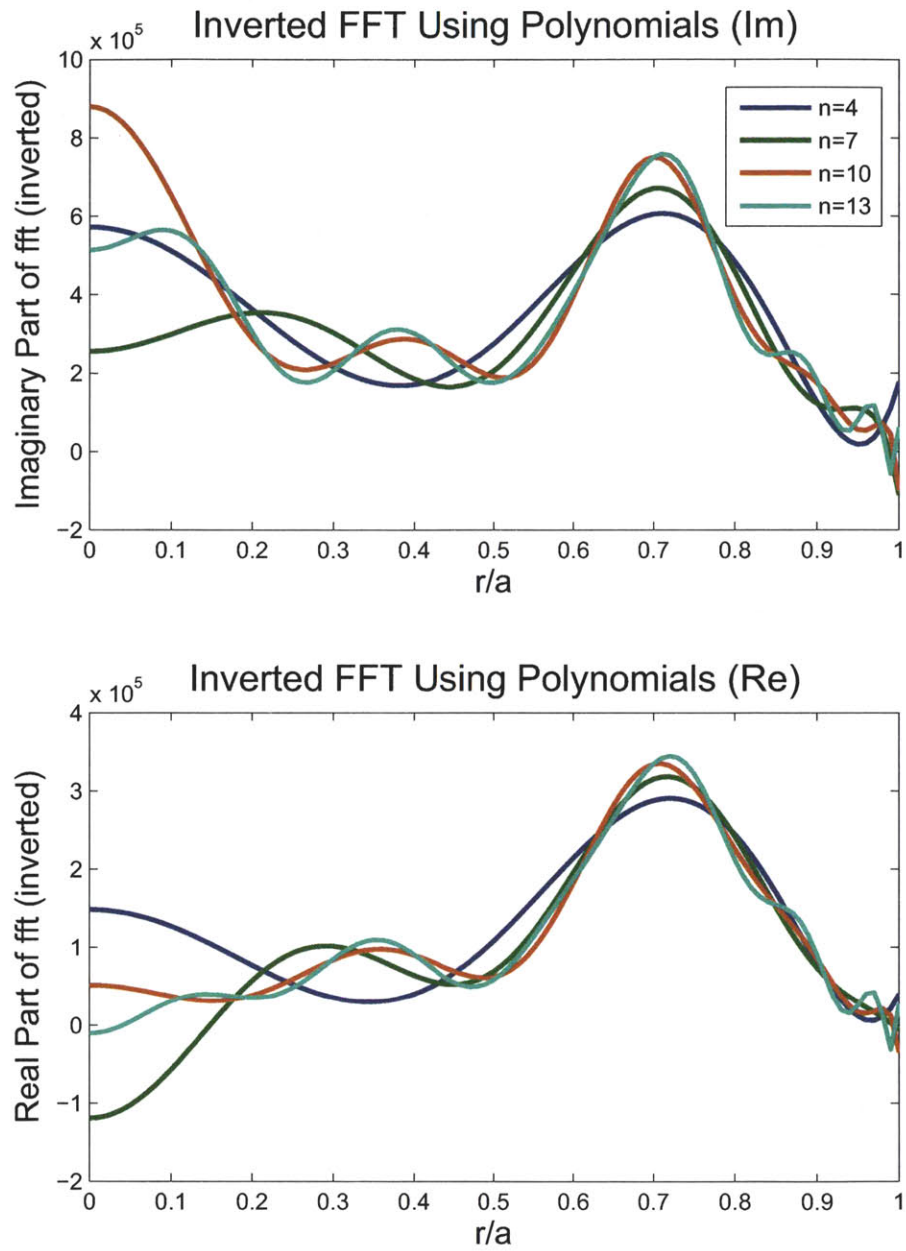 Inverted FFT Using Polynomials (Im)
x 10^5
10
8
6
4
2
0
−2
Imaginary Part of fft (inverted)
n=4
n=7
n=10
n=13
0 0.1 0.2 0.3 0.4 0.5 0.6 0.7 0.8 0.9 1
r/a
Inverted FFT Using Polynomials (Re)
x 10^5
4
3
2
1
0
−1
−2
Real Part of fft (inverted)
0 0.1 0.2 0.3 0.4 0.5 0.6 0.7 0.8 0.9 1
r/a